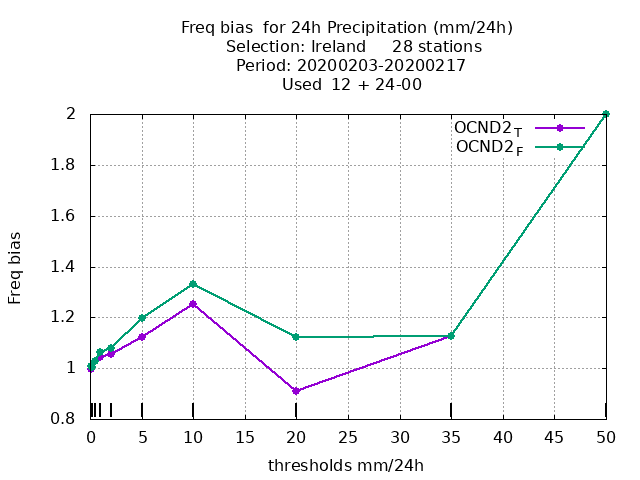 Freq bias  for 24h Precipitation (mm/24h)
Selection: Ireland     28 stations
Period: 20200203-20200217
Used  12 + 24-00
OCND2T
OCND2F
2
1.8
1.6
1.4
1.2
1
0.8
Freq bias
0 5 10 15 20 25 30 35 40 45 50
thresholds mm/24h